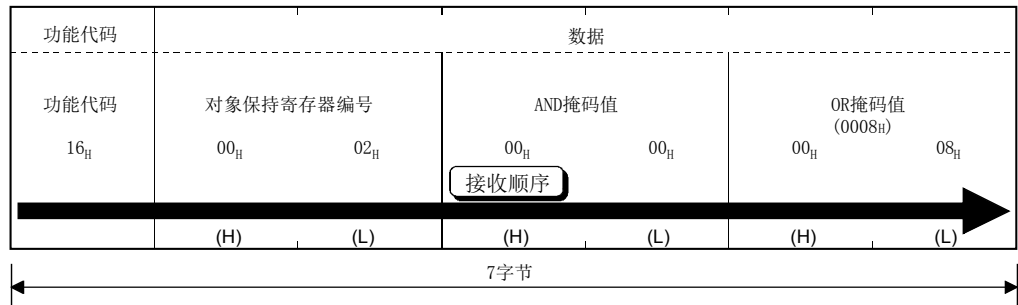 功能代码 数据
功能代码 对象保持寄存器编号 AND掩码值 OR掩码值
(0008H)
16H 00H 02H 00H 00H 00H 08H
接收顺序
(H) (L) (H) (L) (H) (L)
7字节